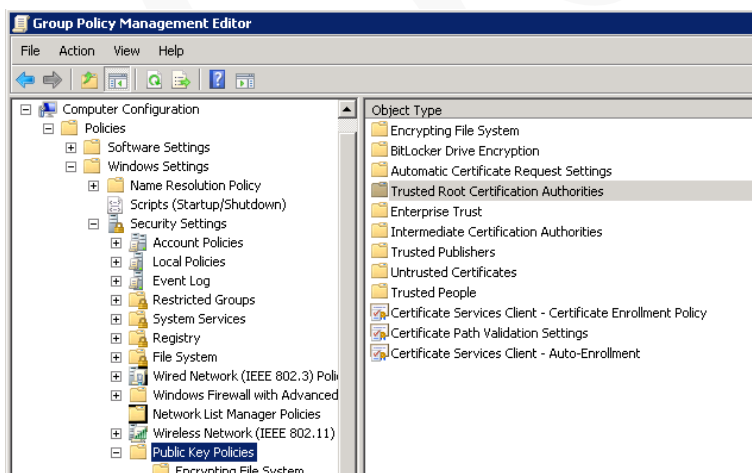 Group Policy Management Editor
File Action View Help
Computer Configuration
Policies
Software Settings
Windows Settings
Name Resolution Policy
Scripts (Startup/Shutdown)
Security Settings
Account Policies
Local Policies
Event Log
Restricted Groups
System Services
Registry
File System
Wired Network (IEEE 802.3) Poli
Windows Firewall with Advanced
Network List Manager Policies
Wireless Network (IEEE 802.11)
Public Key Policies
Encrypting File System
Object Type
Encrypting File System
BitLocker Drive Encryption
Automatic Certificate Request Settings
Trusted Root Certification Authorities
Enterprise Trust
Intermediate Certification Authorities
Trusted Publishers
Untrusted Certificates
Trusted People
Certificate Services Client - Certificate Enrollment Policy
Certificate Path Validation Settings
Certificate Services Client - Auto-Enrollment